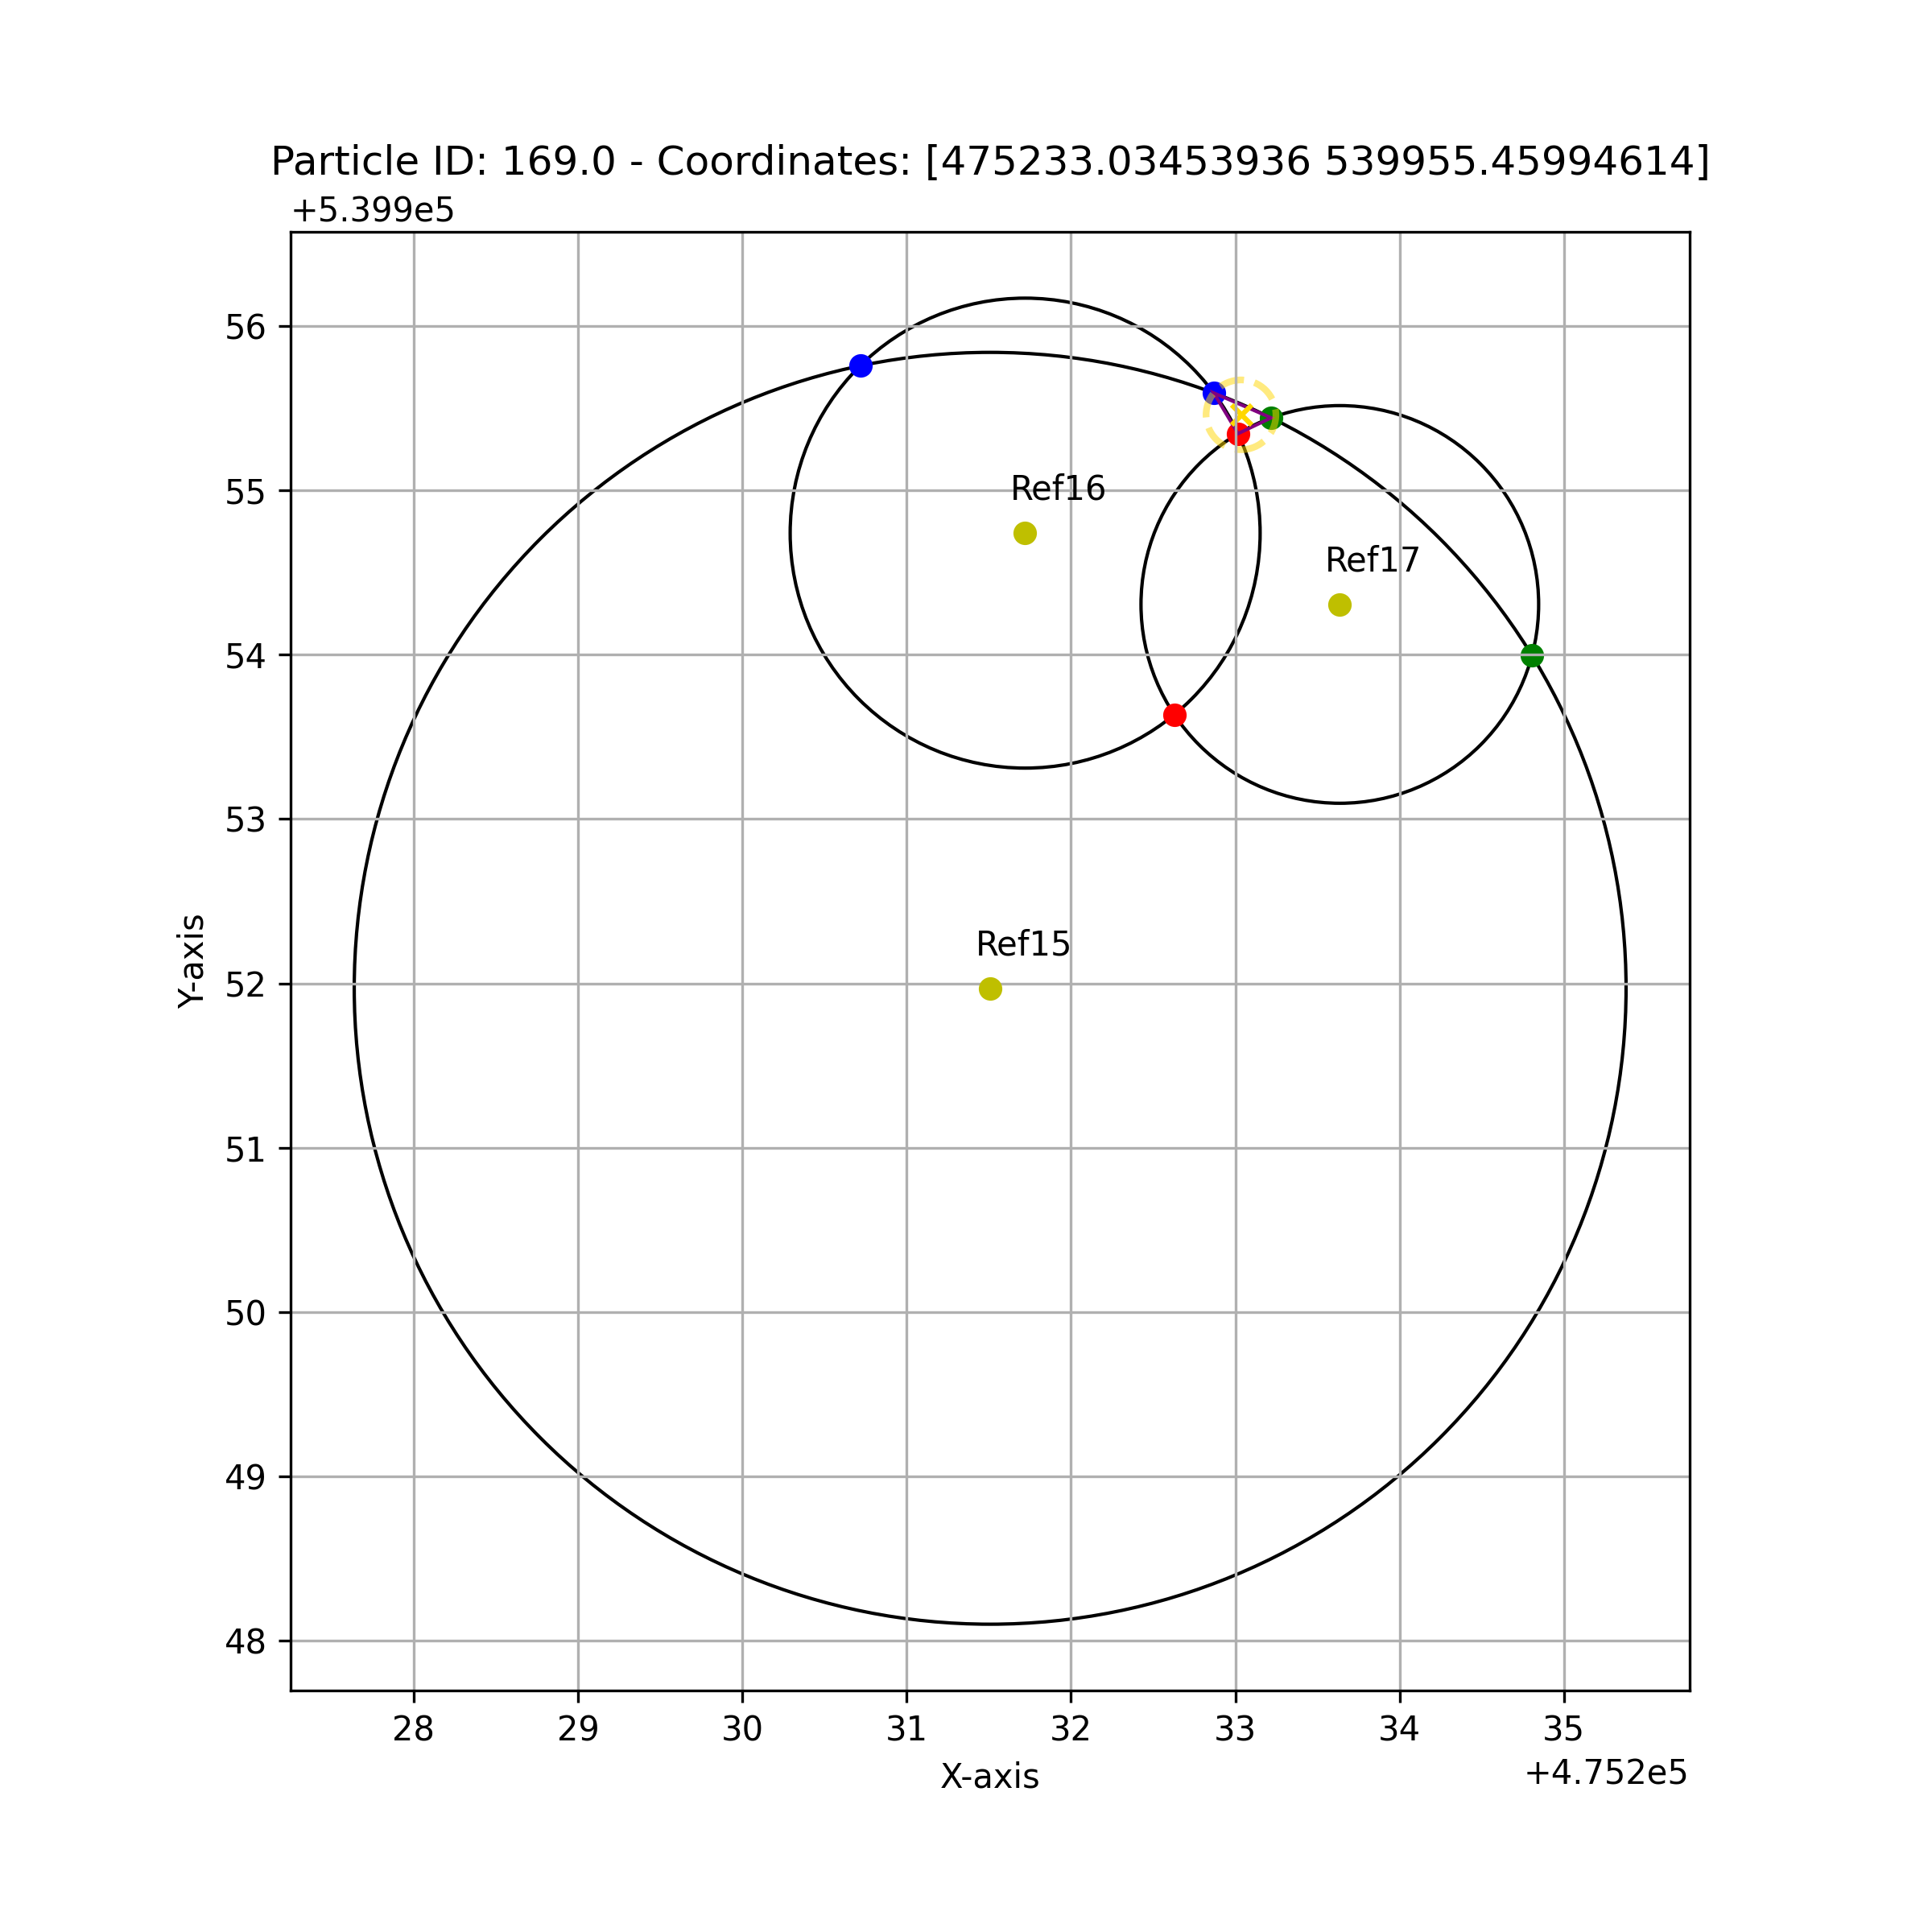 Particle ID: 169.0 - Coordinates: [475233.03453936 539955.45994614]
+5.399e5
56
55
54
53
52
51
50
49
48
Y-axis
Ref16
Ref17
Ref15
28 29 30 31 32 33 34 35
X-axis
+4.752e5